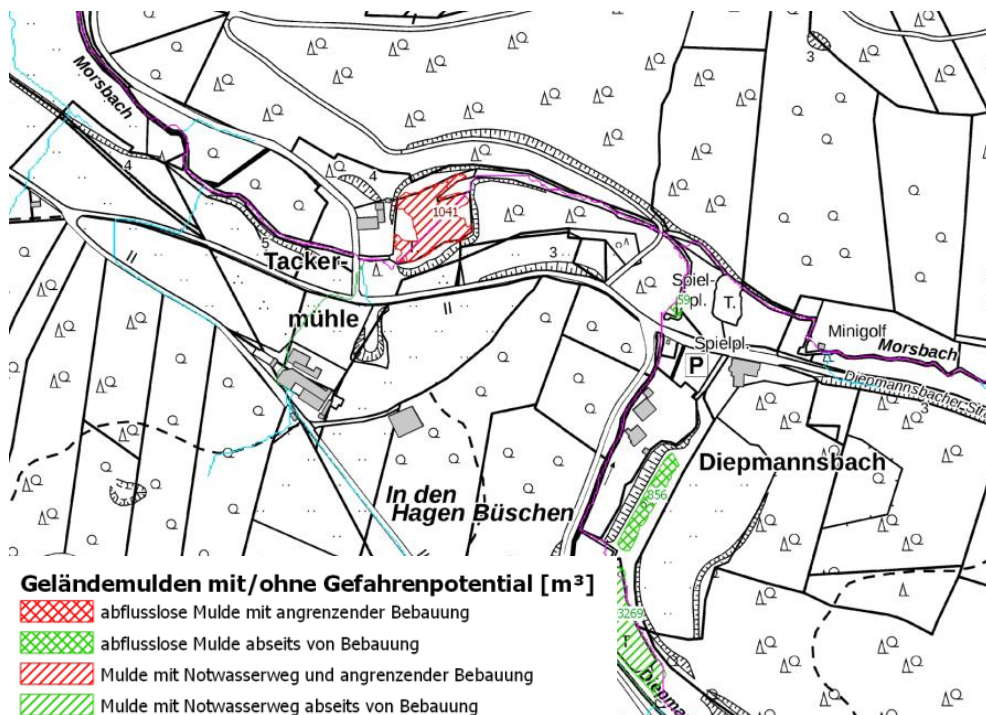 Morsbach
3
4
4
1041
5
Tacker-
mühle
II
3
II
Spiel-
pl.
59
T.
Spielpl.
Minigolf
Morsbach
P
Diepmannsbacher-Str
3
Diepmannsbach
856
In den
Hagen Büschen
II
3269
T.
Diepma
Geländemulden mit/ohne Gefahrenpotential [m³]
abflusslose Mulde mit angrenzender Bebauung
abflusslose Mulde abseits von Bebauung
Mulde mit Notwasserweg und angrenzender Bebauung
Mulde mit Notwasserweg abseits von Bebauung